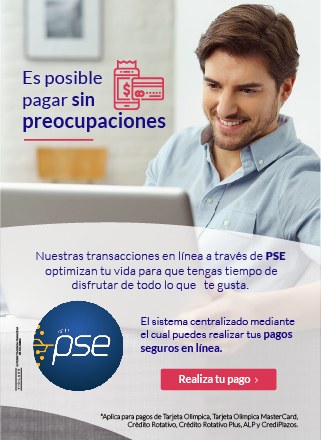 Es posible
pagar sin
preocupaciones
$
Nuestras transacciones en línea a través de PSE
optimizan tu vida para que tengas tiempo de
disfrutar de todo lo que te gusta.
pse
El sistema centralizado mediante
el cual puedes realizar tus pagos
seguros en línea.
Realiza tu pago >
*Aplica para pagos de Tarjeta Olímpica, Tarjeta Olímpica MasterCard,
Crédito Rotativo, Crédito Rotativo Plus, ALP y CrediPlazos.